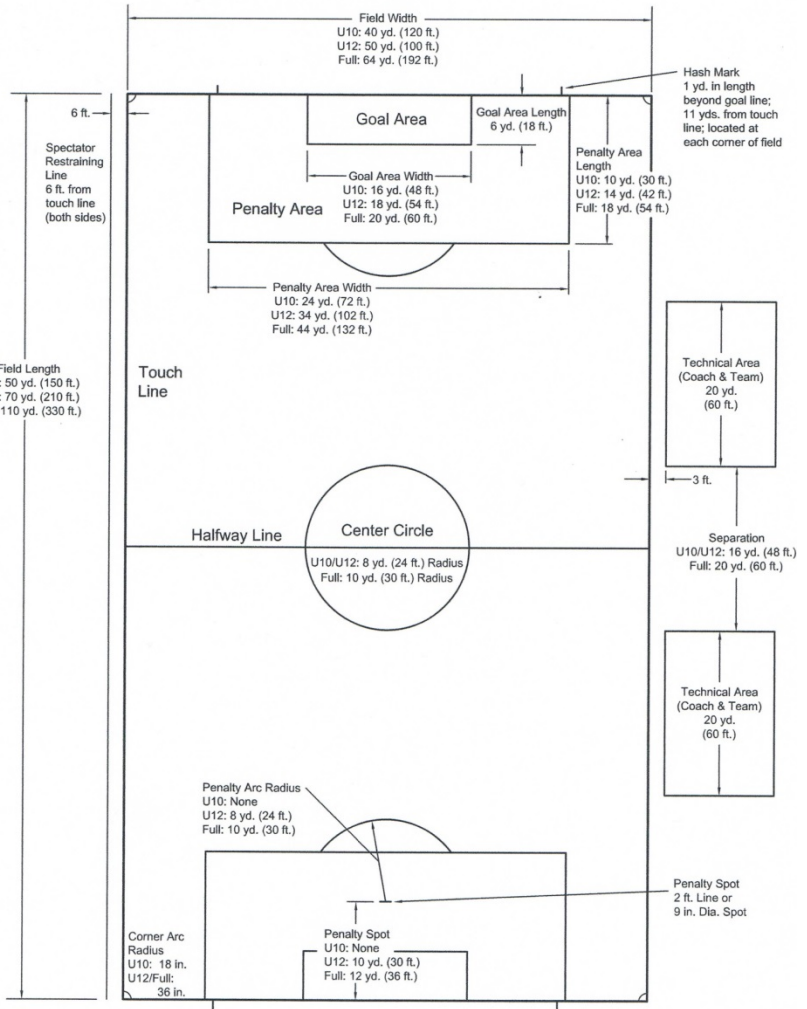 Field Width
U10: 40 yd. (120 ft.)
U12: 50 yd. (100 ft.)
Full: 64 yd. (192 ft.)
Hash Mark
1 yd. in length
beyond goal line;
11 yds. from touch
line; located at
each corner of field
6 ft.
Goal Area
Goal Area Length
6 yd. (18 ft.)
Spectator
Restraining
Line
6 ft. from
touch line
(both sides)
Goal Area Width
U10: 16 yd. (48 ft.)
U12: 18 yd. (54 ft.)
Full: 20 yd. (60 ft.)
Penalty Area
Length
U10: 10 yd. (30 ft.)
U12: 14 yd. (42 ft.)
Full: 18 yd. (54 ft.)
Penalty Area
Penalty Area Width
U10: 24 yd. (72 ft.)
U12: 34 yd. (102 ft.)
Full: 44 yd. (132 ft.)
Field Length
: 50 yd. (150 ft.)
: 70 yd. (210 ft.)
110 yd. (330 ft.)
Touch
Line
Technical Area
(Coach & Team)
20 yd.
(60 ft.)
3 ft.
Halfway Line
Center Circle
U10/U12: 8 yd. (24 ft.) Radius
Full: 10 yd. (30 ft.) Radius
Separation
U10/U12: 16 yd. (48 ft.)
Full: 20 yd. (60 ft.)
Technical Area
(Coach & Team)
20 yd.
(60 ft.)
Penalty Arc Radius
U10: None
U12: 8 yd. (24 ft.)
Full: 10 yd. (30 ft.)
Penalty Spot
2 ft. Line or
9 in. Dia. Spot
Corner Arc
Radius
U10: 18 in.
U12/Full:
36 in.
Penalty Spot
U10: None
U12: 10 yd. (30 ft.)
Full: 12 yd. (36 ft.)